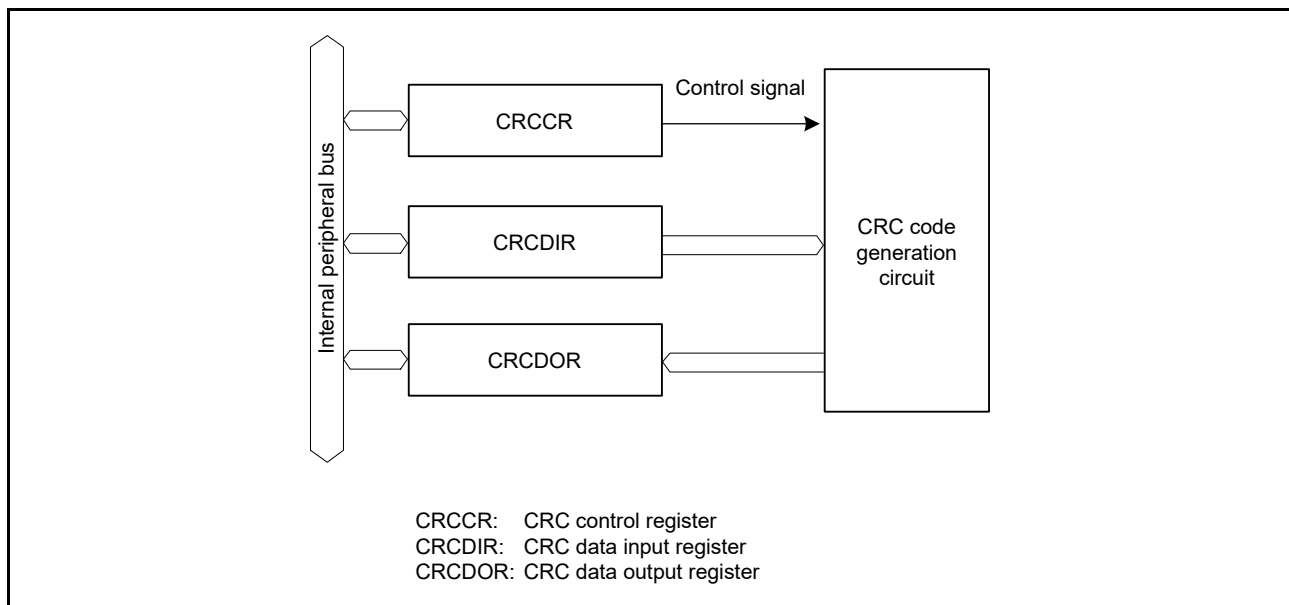 Internal peripheral bus
CRCCR
Control signal
CRCDIR
CRCDOR
CRC code
generation
circuit
CRCCR: CRC control register
CRCDIR: CRC data input register
CRCDOR: CRC data output register